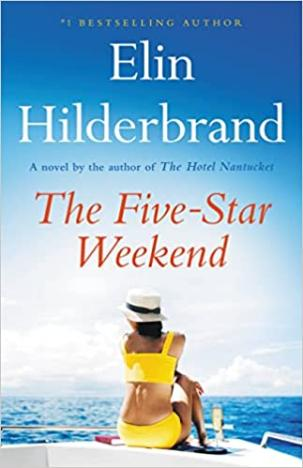 #1 BESTSELLING AUTHOR
Elin
Hilderbrand
A novel by the author of The Hotel Nantucket
The Five-Star
Weekend